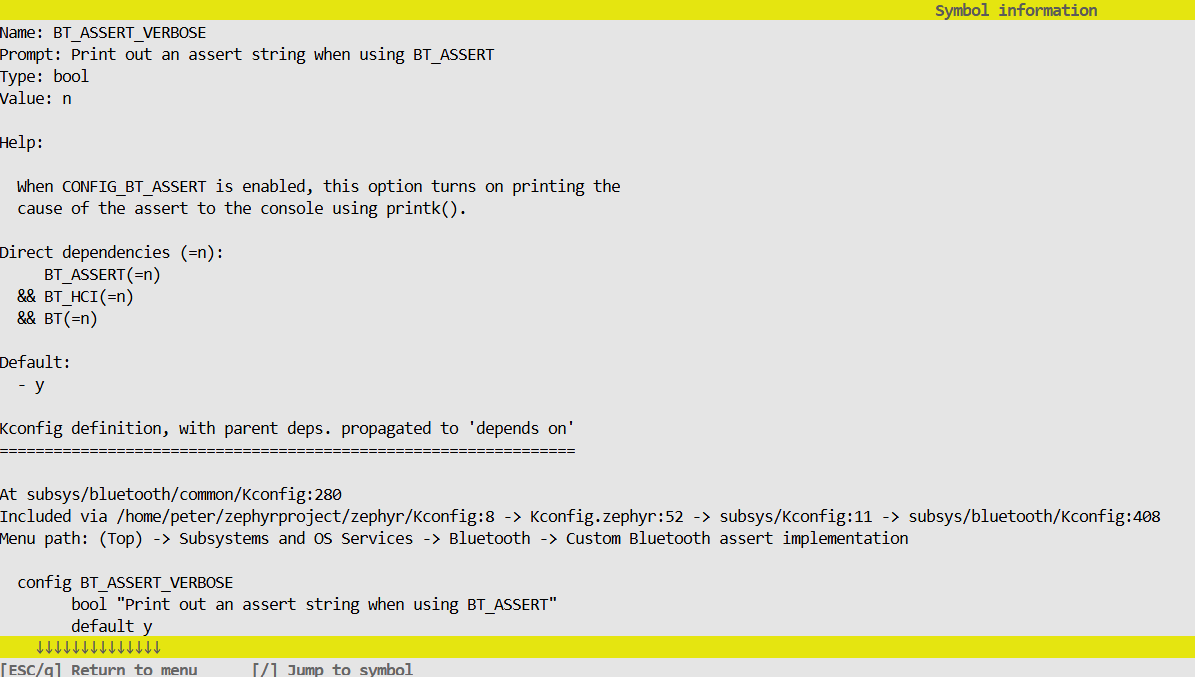 Symbol information
Name: BT_ASSERT_VERBOSE
Prompt: Print out an assert string when using BT_ASSERT
Type: bool
Value: n
Help:
When CONFIG_BT_ASSERT is enabled, this option turns on printing the
cause of the assert to the console using printk().
Direct dependencies (=n):
BT_ASSERT(=n)
&& BT_HCI(=n)
&& BT(=n)
Default:
- y
Kconfig definition, with parent deps. propagated to 'depends on'
================================================================
At subsys/bluetooth/common/Kconfig:280
Included via /home/peter/zephyrproject/zephyr/Kconfig:8 -> Kconfig.zephyr:52 -> subsys/Kconfig:11 -> subsys/bluetooth/Kconfig:408
Menu path: (Top) -> Subsystems and OS Services -> Bluetooth -> Custom Bluetooth assert implementation
config BT_ASSERT_VERBOSE
bool "Print out an assert string when using BT_ASSERT"
default y
↓↓↓↓↓↓↓↓↓↓↓↓↓↓
[ESC/q] Return to menu [/] Jump to symbol